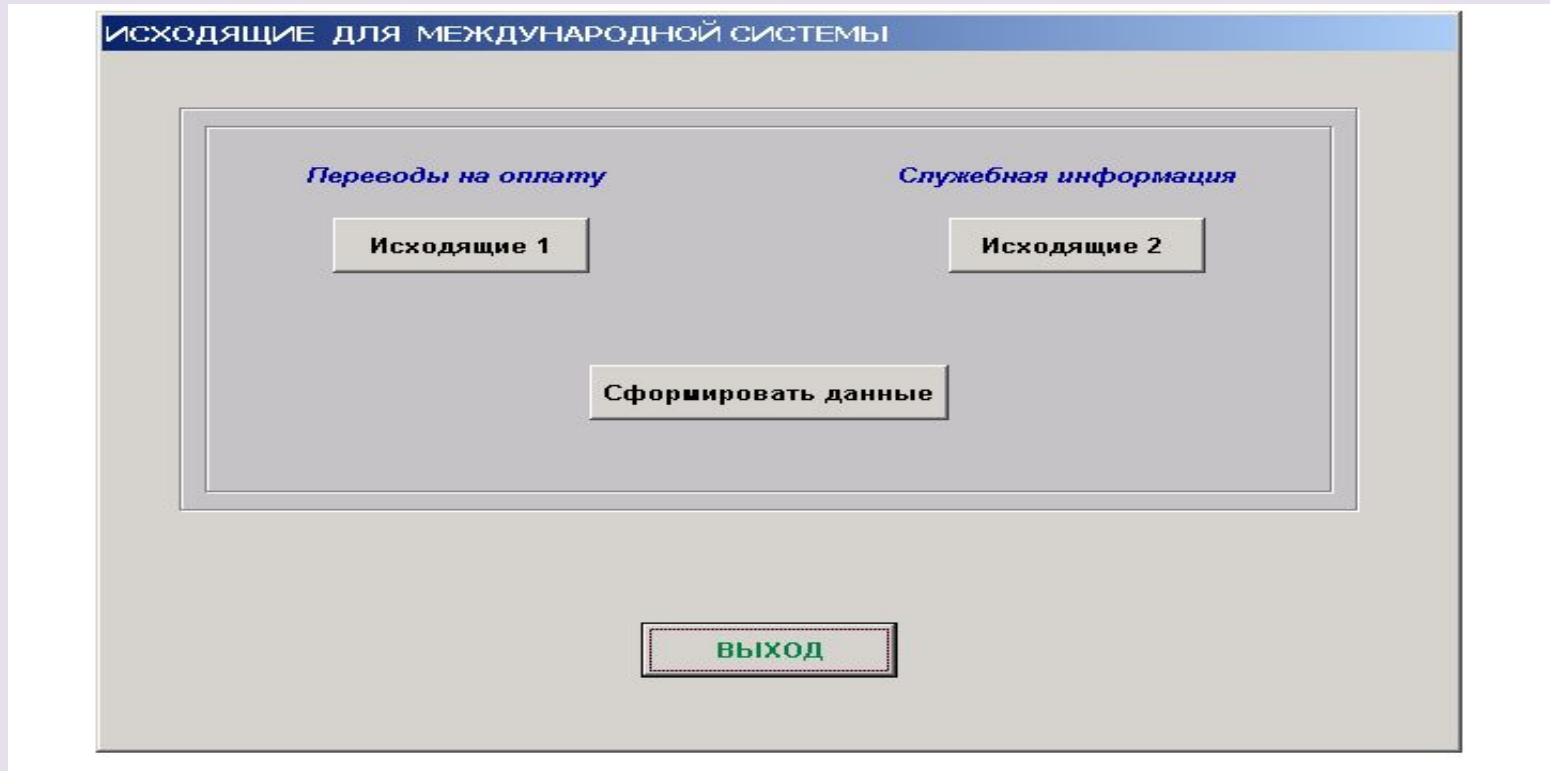 ИСХОДЯЩИЕ ДЛЯ МЕЖДУНАРОДНОЙ СИСТЕМЫ
Переводы на оплату
Служебная информация
Исходящие 1
Исходящие 2
Сформировать данные
ВЫХОД